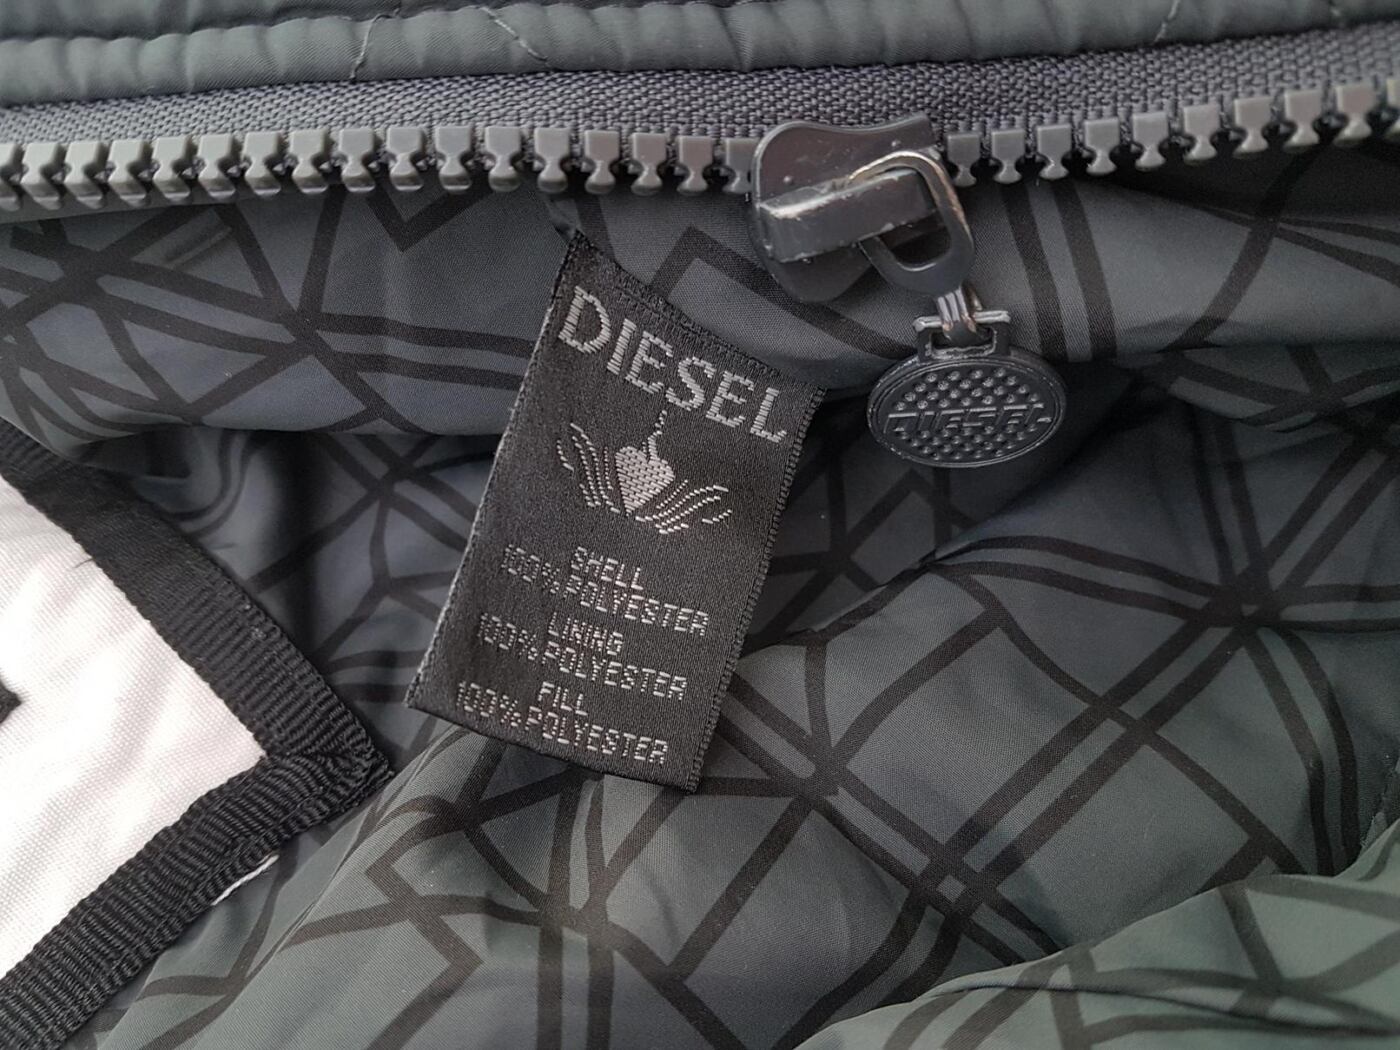 DIESEL
SHELL
100%POLYESTER
LINING
100%POLYESTER
FILL
100%POLYESTER
DIESEL